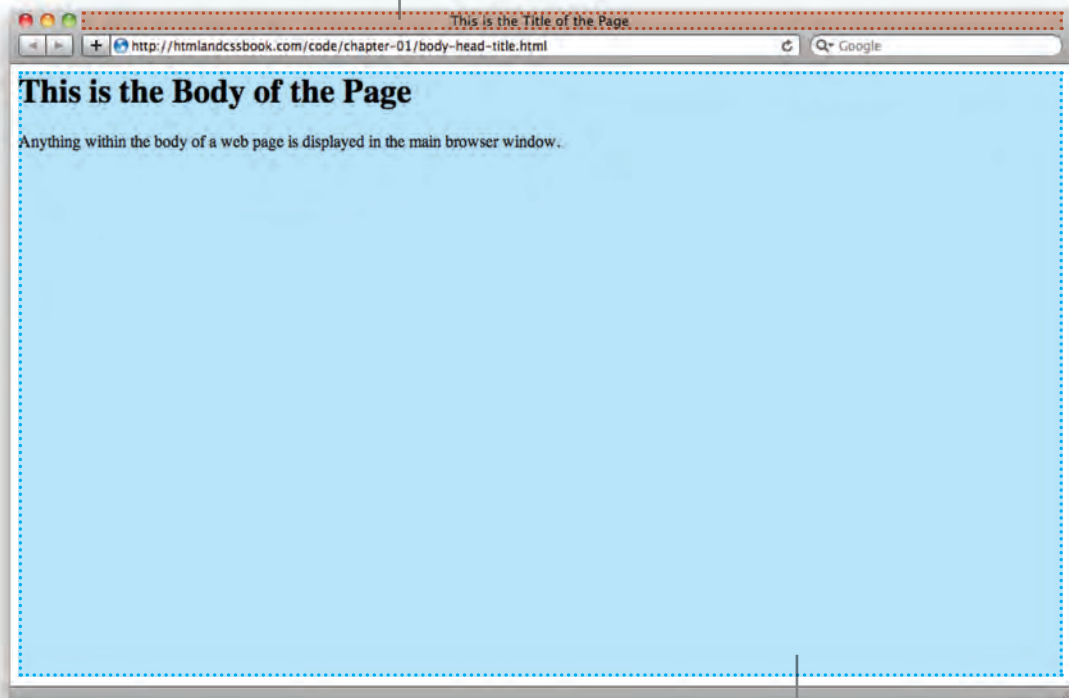 This is the Title of the Page
http://htmlandcssbook.com/code/chapter-01/body-head-title.html
Google
This is the Body of the Page
Anything within the body of a web page is displayed in the main browser window.